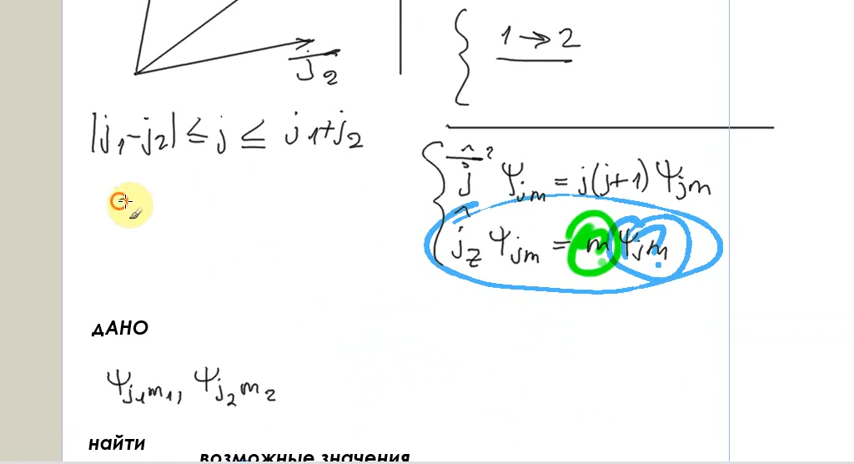 j₂
1 → 2
|j₁-j₂| ≤ j ≤ j₁+j₂
ĵ² Ψjm = j(j+1) Ψjm
ĵz Ψjm = m Ψjm
дАНО
Ψj₁m₁, Ψj₂m₂
найти
возможные значения